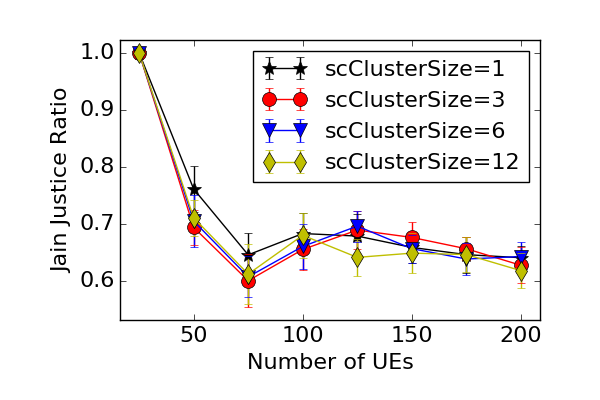 Jain Justice Ratio
1.0
0.9
0.8
0.7
0.6
scClusterSize=1
scClusterSize=3
scClusterSize=6
scClusterSize=12
50 100 150 200
Number of UEs